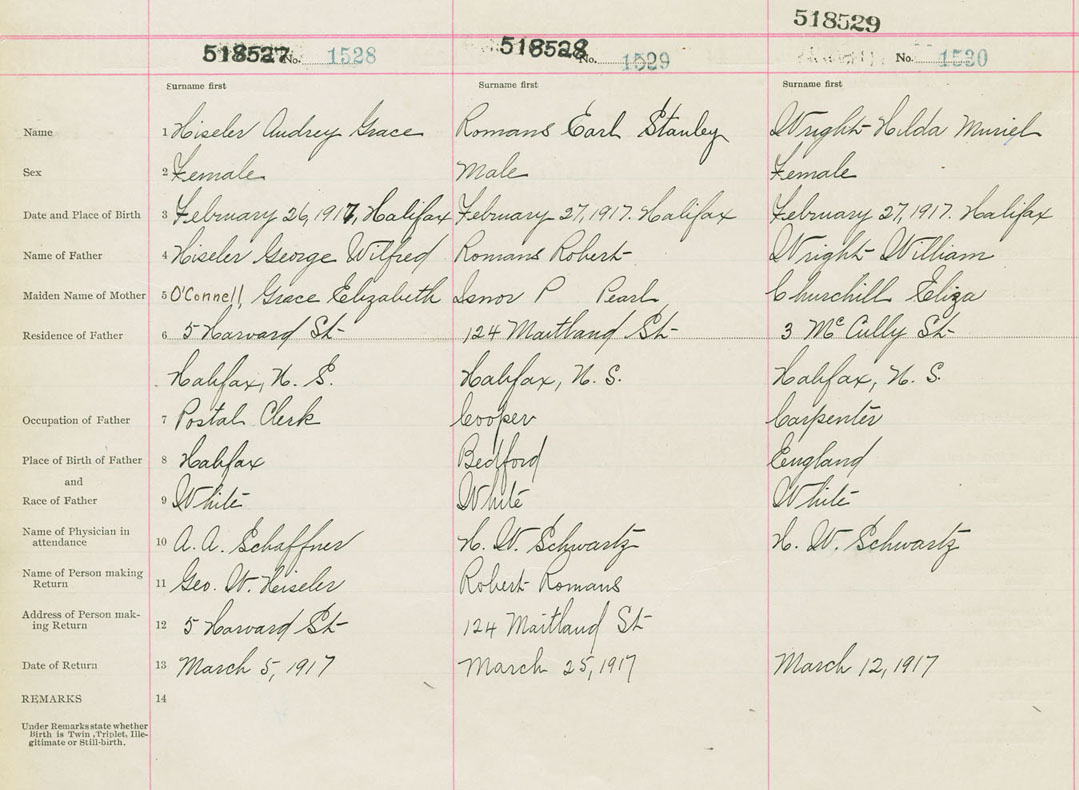 518527 No. 1528 518528 No. 1529 518529 No. 1530
Surname first Surname first Surname first
Name 1 Hiseler Audrey Grace Romans Earl Stanley Wright Hilda Muriel
Sex 2 Female Male Female
Date and Place of Birth 3 February 26, 1917, Halifax February 27, 1917. Halifax February 27, 1917. Halifax
Name of Father 4 Hiseler George Wilfred Romans Robert Wright William
Maiden Name of Mother 5 O'Connell Grace Elizabeth Isnor P Pearl Churchill Eliza
Residence of Father 6 5 Harvard St 124 Maitland St 3 McCully St
Halifax, N. S. Halifax, N. S. Halifax, N. S.
Occupation of Father 7 Postal Clerk Cooper Carpenter
Place of Birth of Father 8 Halifax Bedford England
and
Race of Father 9 White White White
Name of Physician in
attendance 10 A. A. Schaffner H. W. Schwartz H. W. Schwartz
Name of Person making
Return 11 Geo. W. Heiseler Robert Romans
Address of Person mak-
ing Return 12 5 Harvard St 124 Maitland St
Date of Return 13 March 5, 1917 March 25, 1917 March 12, 1917
REMARKS 14
Under Remarks state whether
Birth is Twin, Triplet, Ille-
gitimate or Still-birth.